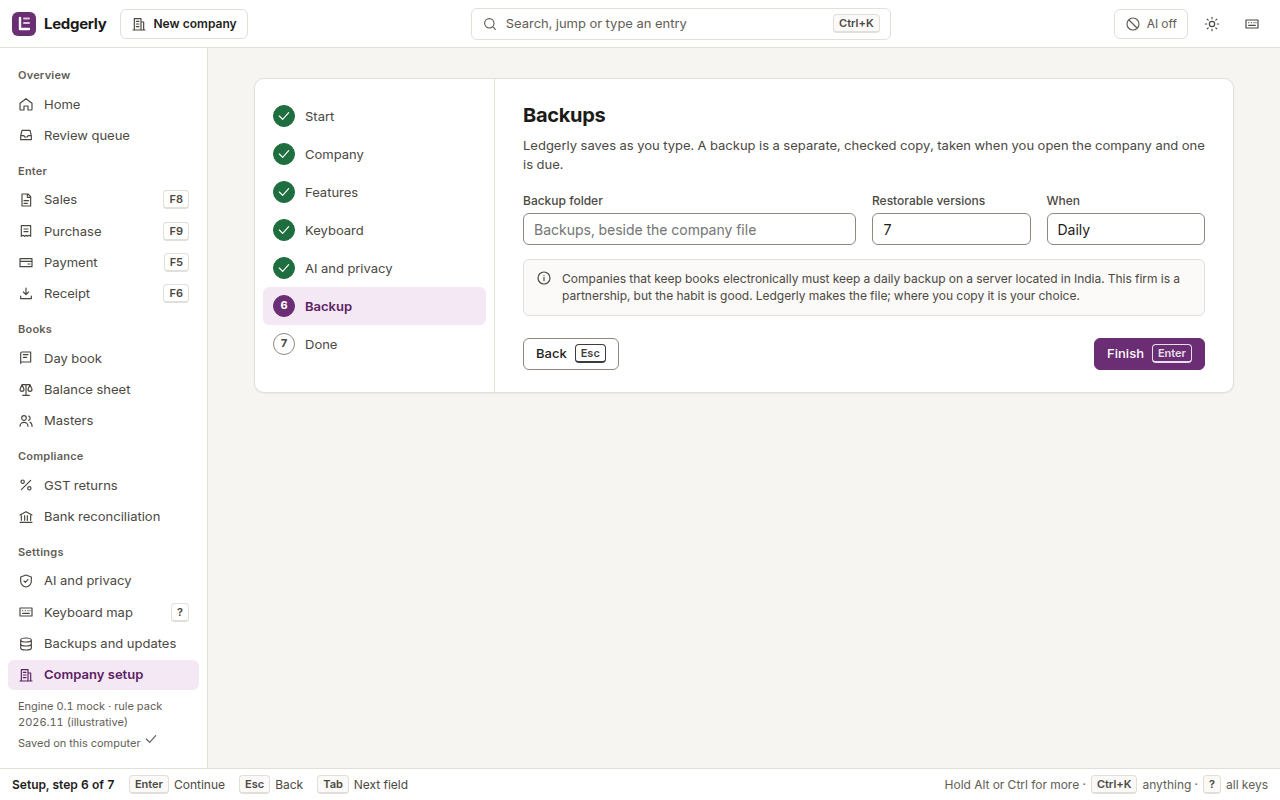 Ledgerly
New company
Search, jump or type an entry
Ctrl+K
AI off
Overview
Home
Review queue
Enter
Sales F8
Purchase F9
Payment F5
Receipt F6
Books
Day book
Balance sheet
Masters
Compliance
GST returns
Bank reconciliation
Settings
AI and privacy
Keyboard map ?
Backups and updates
Company setup
Engine 0.1 mock · rule pack
2026.11 (illustrative)
Saved on this computer
Start
Company
Features
Keyboard
AI and privacy
6 Backup
7 Done
Backups
Ledgerly saves as you type. A backup is a separate, checked copy, taken when you open the company and one
is due.
Backup folder
Backups, beside the company file
Restorable versions
7
When
Daily
Companies that keep books electronically must keep a daily backup on a server located in India. This firm is a
partnership, but the habit is good. Ledgerly makes the file; where you copy it is your choice.
Back Esc
Finish Enter
Setup, step 6 of 7 Enter Continue Esc Back Tab Next field
Hold Alt or Ctrl for more · Ctrl+K anything · ? all keys